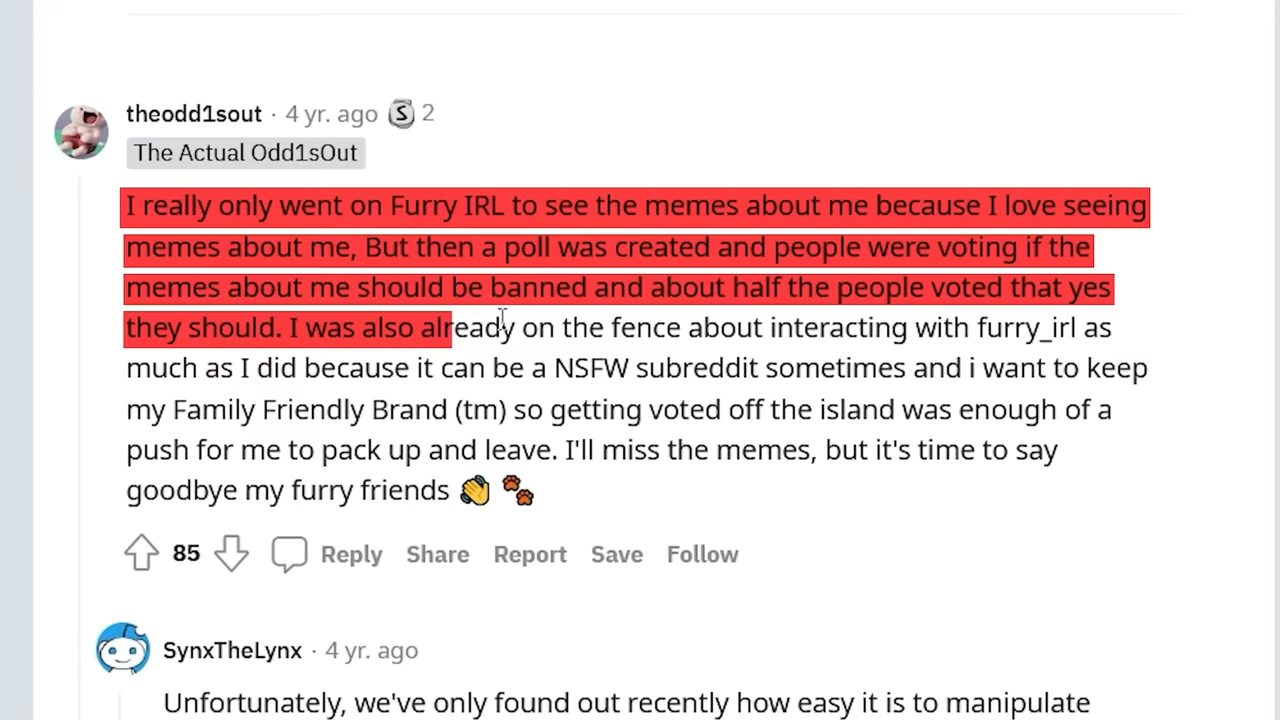 theodd1sout · 4 yr. ago S 2
The Actual Odd1sOut
I really only went on Furry IRL to see the memes about me because I love seeing
memes about me, But then a poll was created and people were voting if the
memes about me should be banned and about half the people voted that yes
they should. I was also already on the fence about interacting with furry_irl as
much as I did because it can be a NSFW subreddit sometimes and i want to keep
my Family Friendly Brand (tm) so getting voted off the island was enough of a
push for me to pack up and leave. I'll miss the memes, but it's time to say
goodbye my furry friends 👋 🐾
85 Reply Share Report Save Follow
SynxTheLynx · 4 yr. ago
Unfortunately, we've only found out recently how easy it is to manipulate